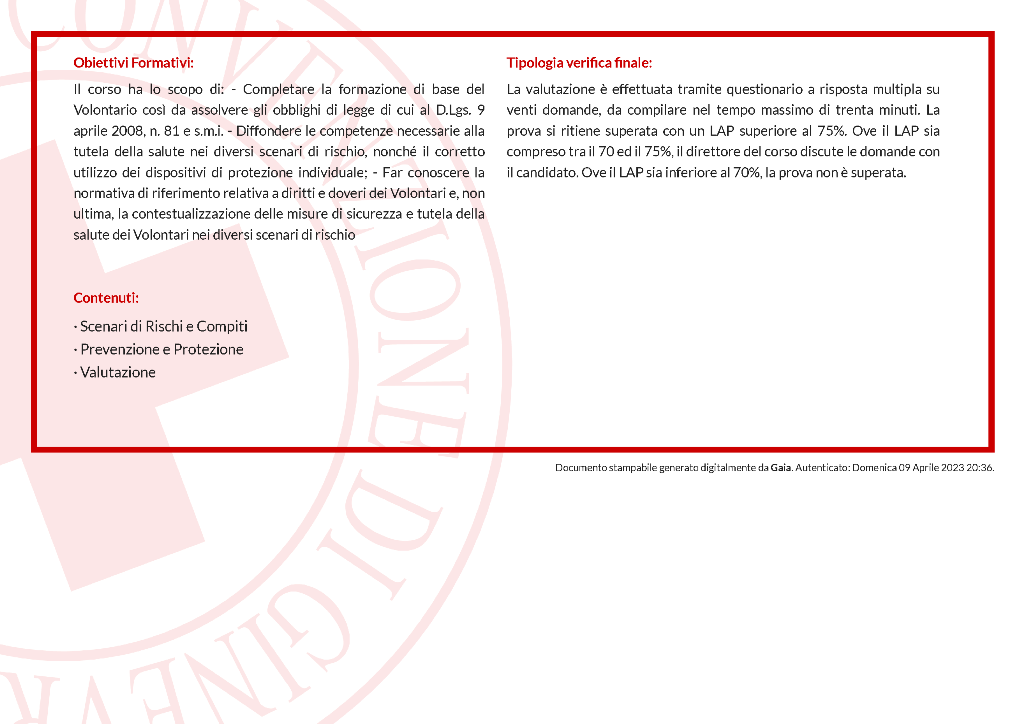 Obiettivi Formativi:
Il corso ha lo scopo di: - Completare la formazione di base del
Volontario così da assolvere gli obblighi di legge di cui al D.Lgs. 9
aprile 2008, n. 81 e s.m.i. - Diffondere le competenze necessarie alla
tutela della salute nei diversi scenari di rischio, nonché il corretto
utilizzo dei dispositivi di protezione individuale; - Far conoscere la
normativa di riferimento relativa a diritti e doveri dei Volontari e, non
ultima, la contestualizzazione delle misure di sicurezza e tutela della
salute dei Volontari nei diversi scenari di rischio
Contenuti:
· Scenari di Rischi e Compiti
· Prevenzione e Protezione
· Valutazione
Tipologia verifica finale:
La valutazione è effettuata tramite questionario a risposta multipla su
venti domande, da compilare nel tempo massimo di trenta minuti. La
prova si ritiene superata con un LAP superiore al 75%. Ove il LAP sia
compreso tra il 70 ed il 75%, il direttore del corso discute le domande con
il candidato. Ove il LAP sia inferiore al 70%, la prova non è superata.
Documento stampabile generato digitalmente da Gaia. Autenticato: Domenica 09 Aprile 2023 20:36.
CONVENZIONE DI GINEVR